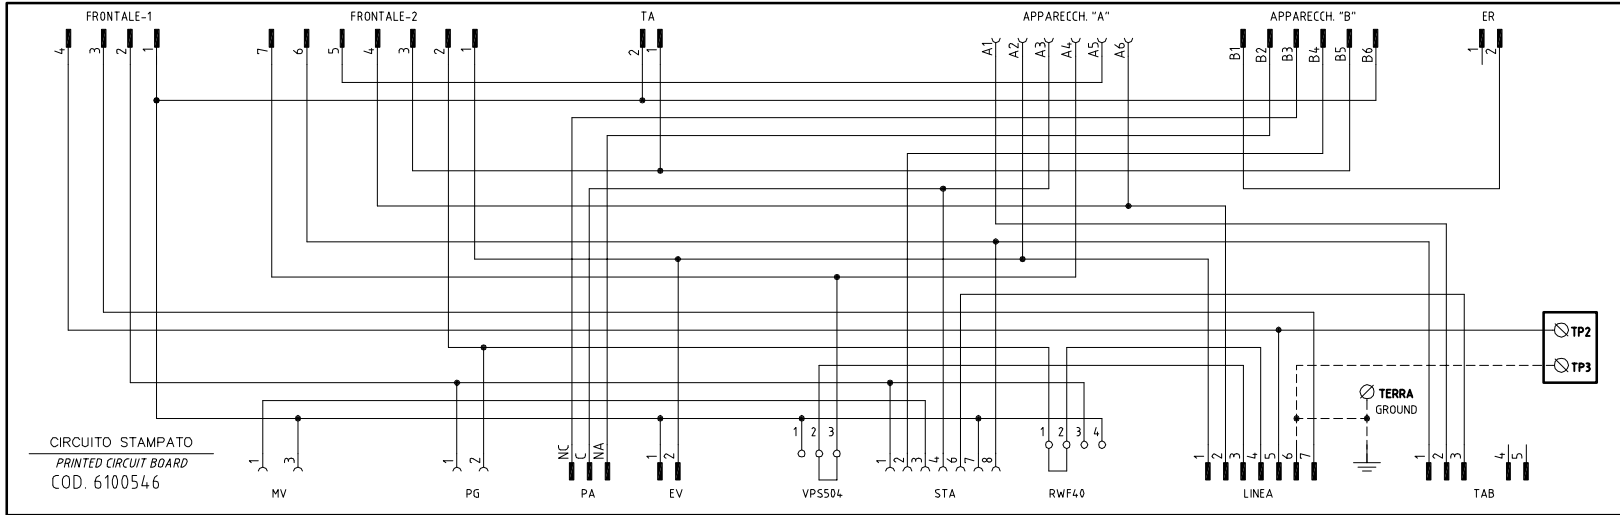 FRONTALE-1 FRONTALE-2 TA APPARECCH. "A" APPARECCH. "B" ER
4 3 2 1 7 6 5 4 3 2 1 2 1 A1 A2 A3 A4 A5 A6 B1 B2 B3 B4 B5 B6 1 2
TP2
TP3
TERRA
GROUND
CIRCUITO STAMPATO
PRINTED CIRCUIT BOARD
COD. 6100546
1 3 1 2 NC C NA 1 2 1 2 3 1 2 3 4 6 7 8 1 2 3 4 1 2 3 4 5 6 7 1 2 3 4 5
MV PG PA EV VPS504 STA RWF40 LINEA TAB